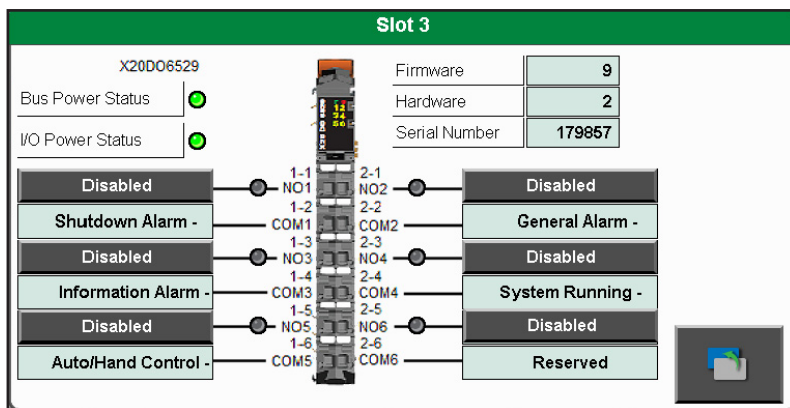 Slot 3
X20DO6529
Bus Power Status
I/O Power Status
Firmware 9
Hardware 2
Serial Number 179857
1-1 2-1
Disabled NO1 NO2 Disabled
1-2 2-2
Shutdown Alarm - COM1 COM2 General Alarm -
1-3 2-3
Disabled NO3 NO4 Disabled
1-4 2-4
Information Alarm - COM3 COM4 System Running -
1-5 2-5
Disabled NO5 NO6 Disabled
1-6 2-6
Auto/Hand Control - COM5 COM6 Reserved